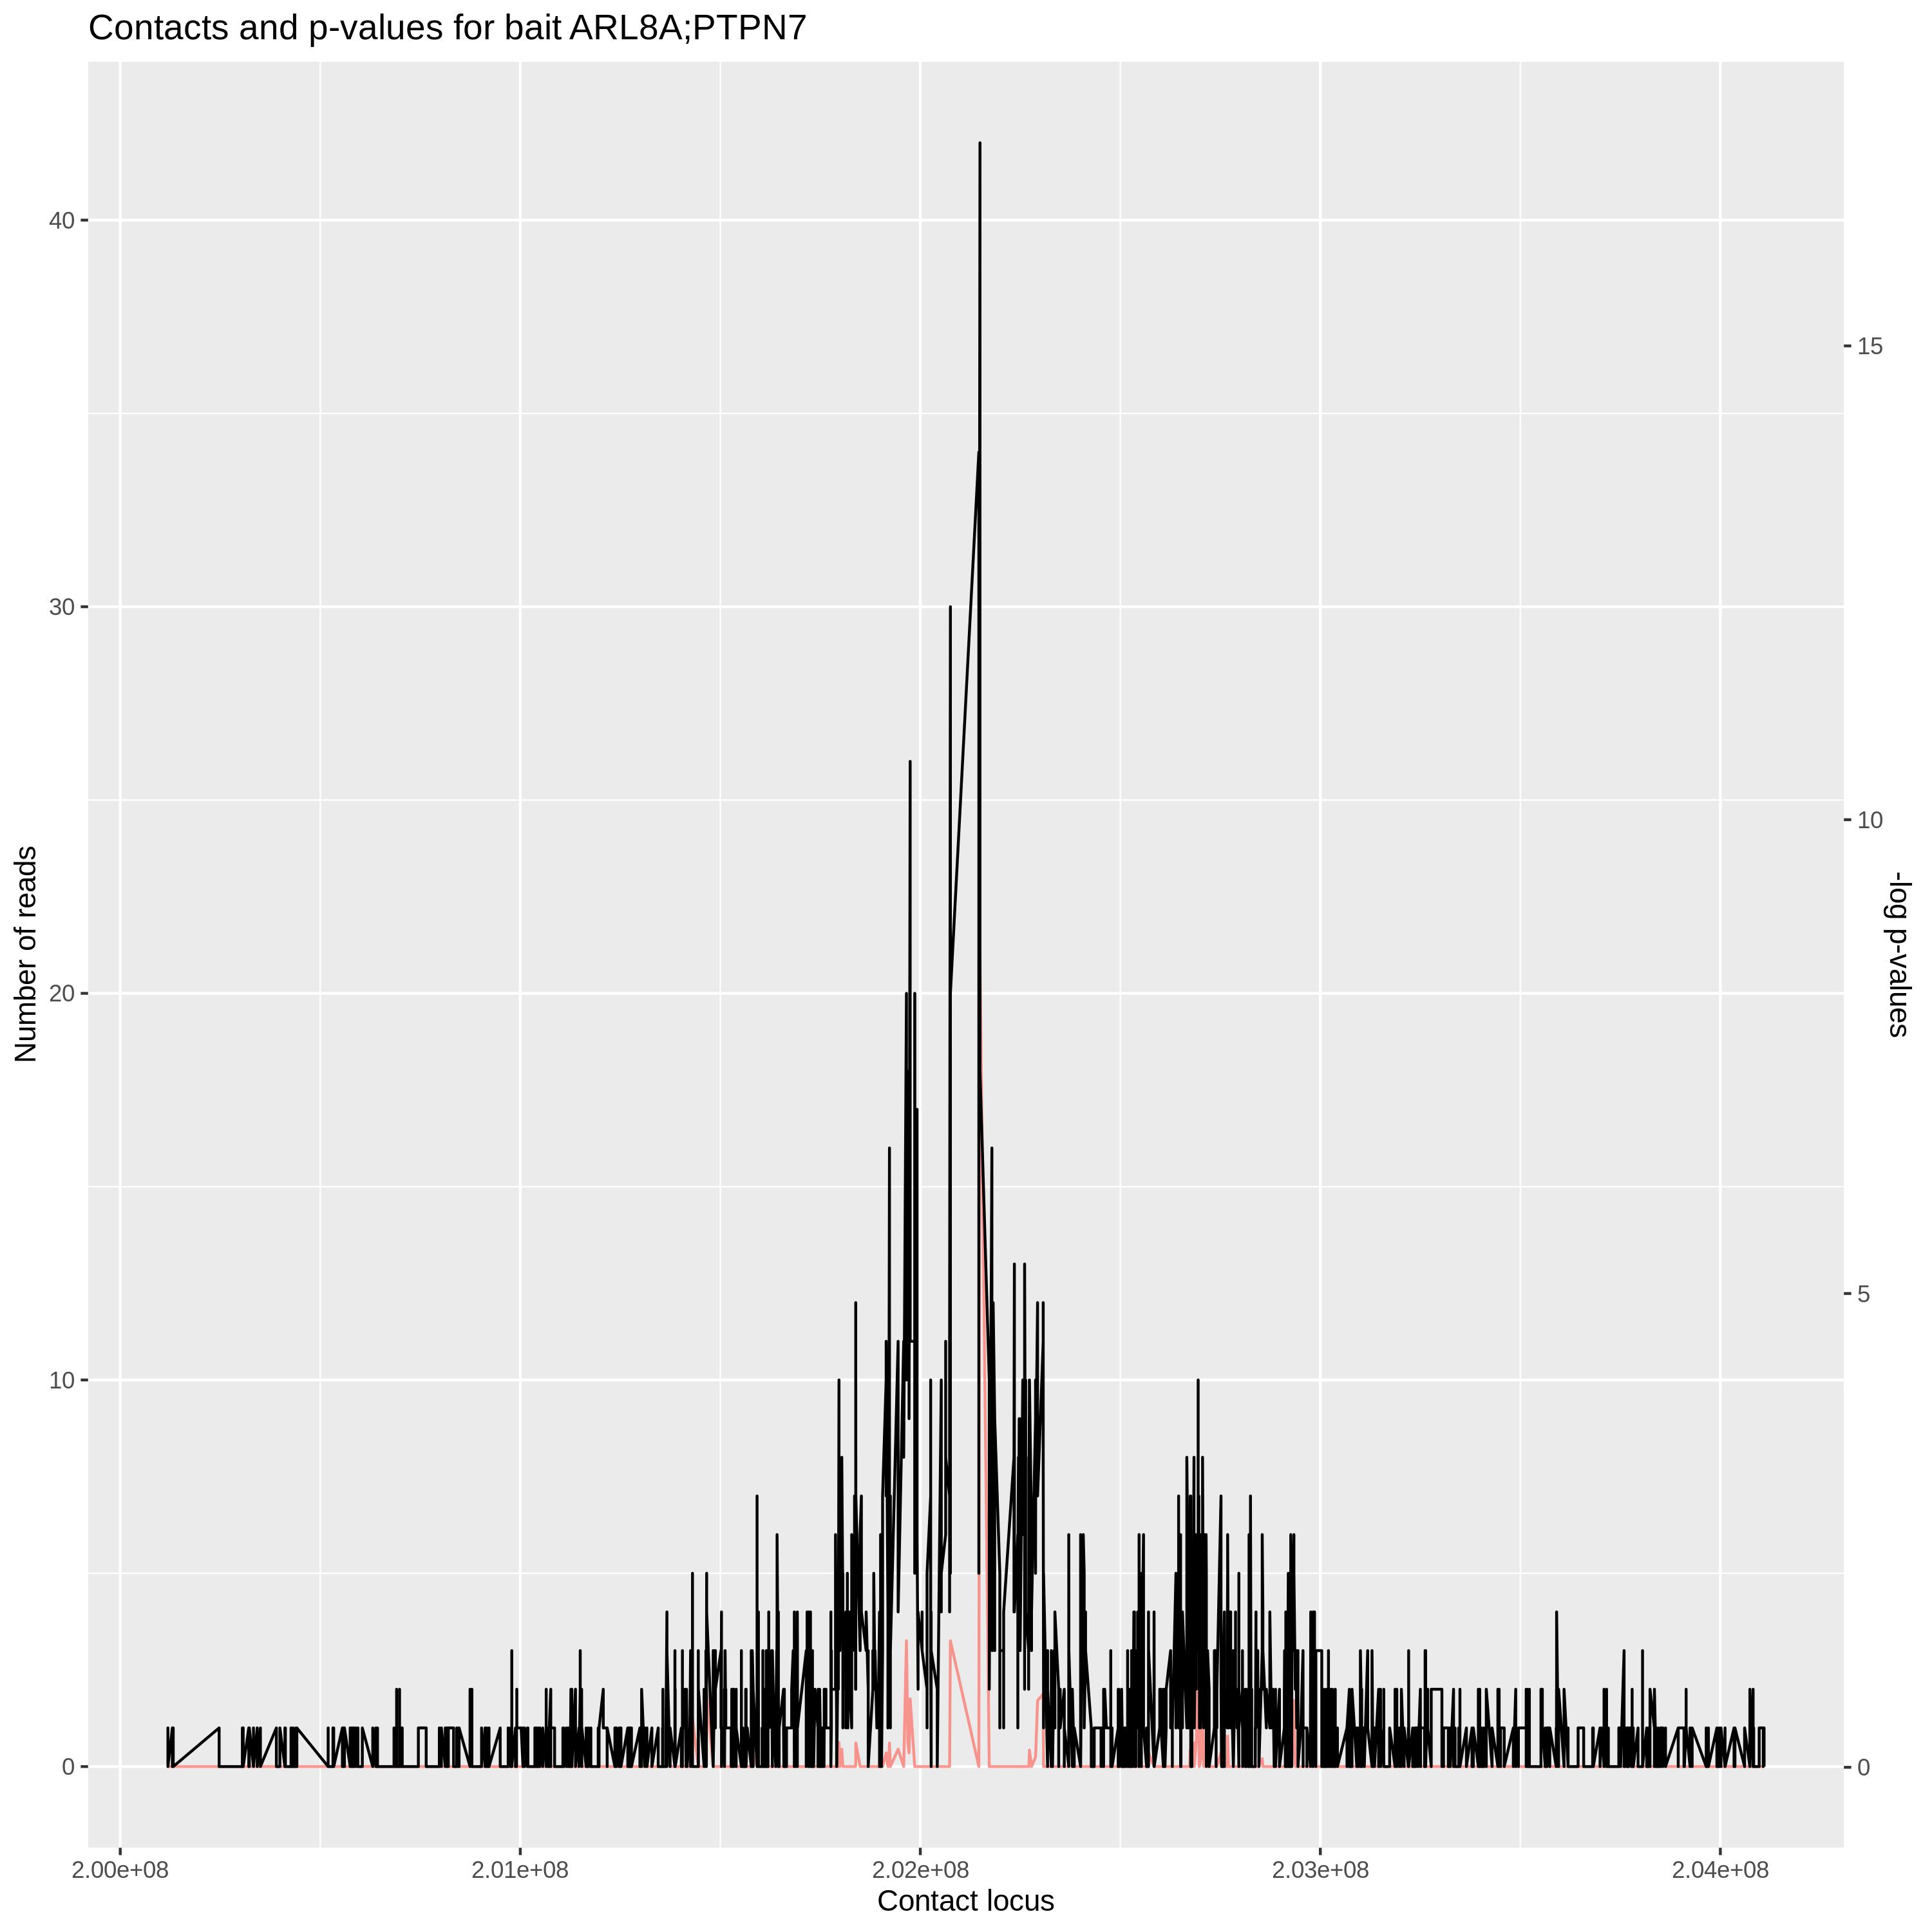 Contacts and p-values for bait ARL8A;PTPN7
40
30
20
10
0
Number of reads
15
10
5
0
-log p-values
2.00e+08
2.01e+08
2.02e+08
2.03e+08
2.04e+08
Contact locus